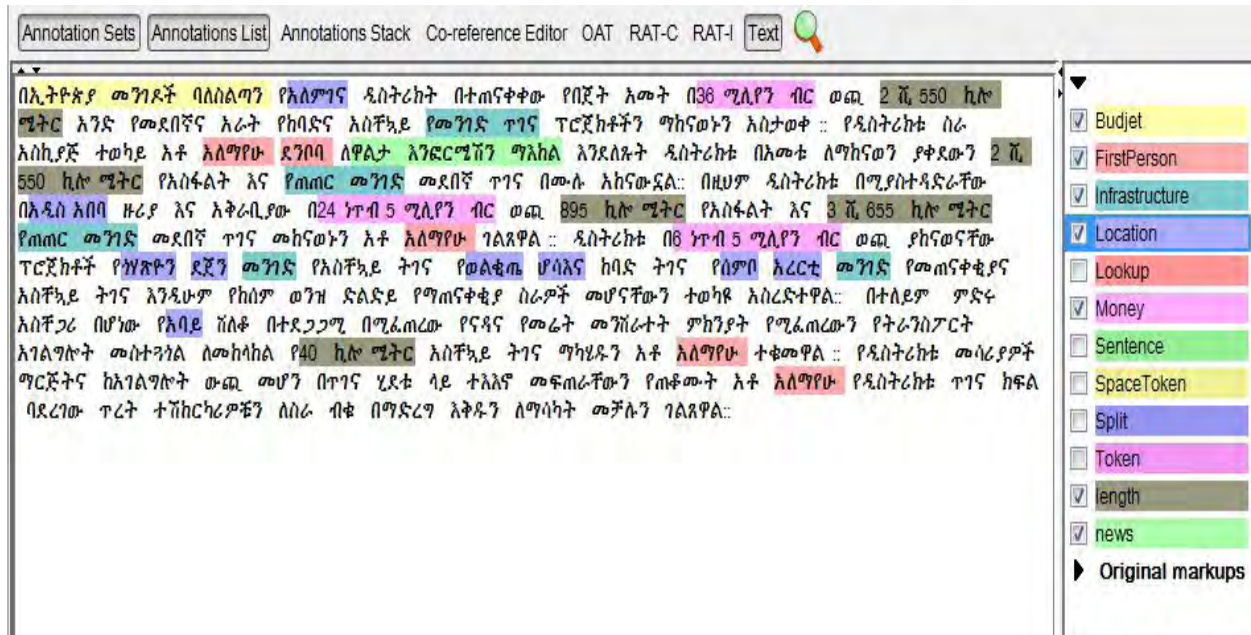 Annotation Sets Annotations List Annotations Stack Co-reference Editor OAT RAT-C RAT-I Text
በኢትዮጵያ መንገዶች ባለስልጣን የአለምገና ዲስትሪክት በተጠናቀቀው የበጀት አመት በ36 ሚሊየን ብር ወጪ 2 ሺ 550 ኪሎ
ሜትር አንድ የመደበኛና አራት የከባድና አስቸኳይ የመንገድ ጥገና ፕሮጀክቶችን ማከናወኑን አስታወቀ ፡፡ የዲስትሪክቱ ስራ
አስኪያጅ ተወካይ አቶ አለማየሁ ደንቦባ ለዋልታ እንፎርሜሽን ማእከል እንደለጹት ዲስትሪክቱ በአመቱ ለማከናወን ያቀደውን 2 ሺ
550 ኪሎ ሜትር የአስፋልት እና የጠጠር መንገድ መደበኛ ጥገና በሙሉ አከናውኗል፡፡ በዚህም ዲስትሪክቱ በሚያስተዳድራቸው
በአዲስ አበባ ዙሪያ እና አቅራቢያው በ24 ነጥብ 5 ሚሊየን ብር ወጪ 895 ኪሎ ሜትር የአስፋልት እና 3 ሺ 655 ኪሎ ሜትር
የጠጠር መንገድ መደበኛ ጥገና መከናወኑን አቶ አለማየሁ ገልጸዋል ፡፡ ዲስትሪክቱ በ6 ነጥብ 5 ሚሊየን ብር ወጪ ያከናወናቸው
ፕሮጀክቶች የጎሃጽዮን ደጀን መንገድ የአስቸኳይ ትገና የወልቂጤ ሆሳእና ከባድ ትገና የሰምቦ አረርቲ መንገድ የመጠናቀቂያና
አስቸኳይ ትገና እንዲሁም የከሰም ወንዝ ድልድይ የማጠናቀቂያ ስራዎች መሆናቸውን ተወካዩ አስረድተዋል፡፡ በተለይም ምድሩ
አስቸጋሪ በሆነው የአባይ ሸለቆ በተደጋጋሚ በሚፈጠረው የናዳና የመሬት መንሸራተት ምክንያት የሚፈጠረውን የትራንስፖርት
አገልግሎት መስተጓጎል ለመከላከል የ40 ኪሎ ሜትር አስቸኳይ ትገና ማካሄዱን አቶ አለማየሁ ተቁመዋል ፡፡ የዲስትሪክቱ መሳሪያዎች
ማርጀትና ከአገልግሎት ውጪ መሆን በጥገና ሂደቱ ላይ ተእእኖ መፍጠራቸውን የጠቆሙት አቶ አለማየሁ የዲስትሪክቱ ጥገና ክፍል
ባደረገው ጥረት ተሽከርካሪዎቹን ለስራ ብቁ በማድረግ እቅዱን ለማሳካት መቻሉን ገልጸዋል፡፡
Budjet
FirstPerson
Infrastructure
Location
Lookup
Money
Sentence
SpaceToken
Split
Token
length
news
Original markups